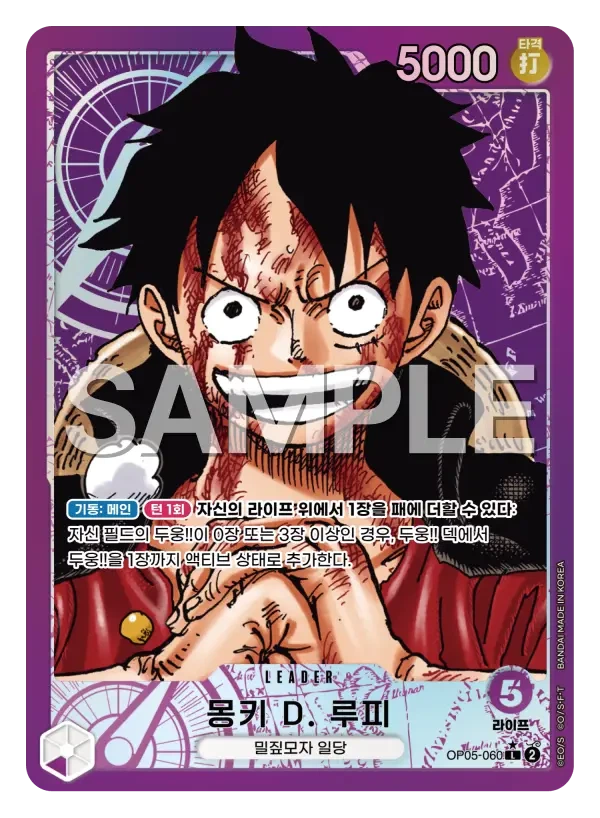 5000
타격
打
SAMPLE
기동: 메인 턴 1회 자신의 라이프 위에서 1장을 패에 더할 수 있다:
자신 필드의 두웅!!이 0장 또는 3장 이상인 경우, 두웅!! 덱에서
두웅!!을 1장까지 액티브 상태로 추가한다.
LEADER
몽키 D. 루피
밀짚모자 일당
5
라이프
OP05-060 L 2
©E.O/S ©O/S·F·T BANDAI MADE IN KOREA